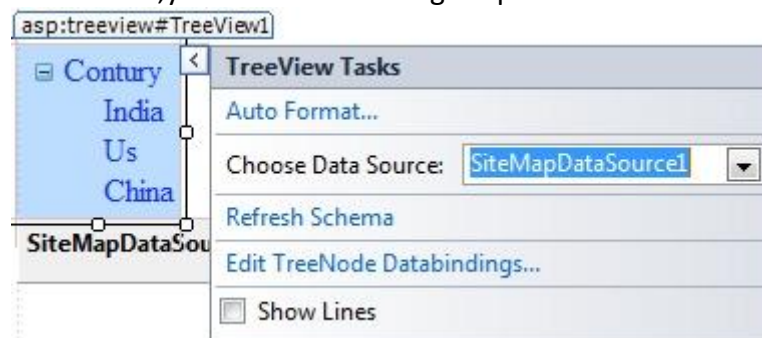 asp:treeview#TreeView1
Contury
India
Us
China
SiteMapDataSou
TreeView Tasks
Auto Format...
Choose Data Source: SiteMapDataSource1
Refresh Schema
Edit TreeNode Databindings...
Show Lines